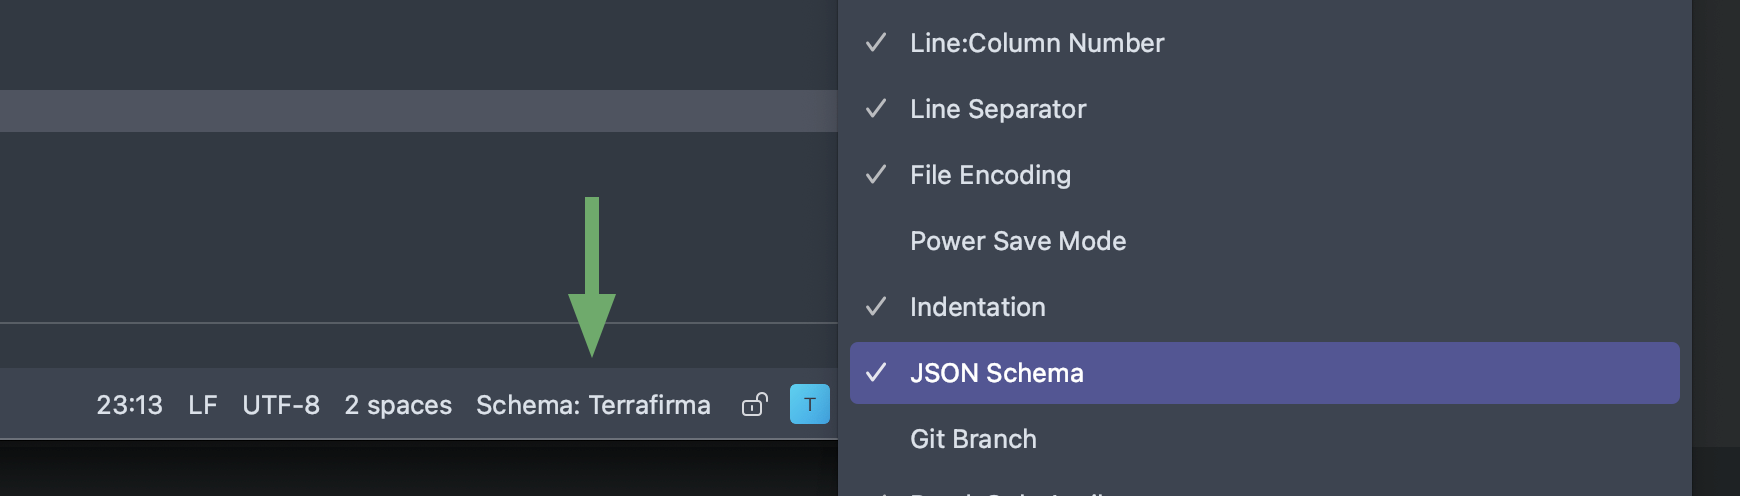 Line:Column Number
Line Separator
File Encoding
Power Save Mode
Indentation
JSON Schema
Git Branch
23:13 LF UTF-8 2 spaces Schema: Terrafirma T